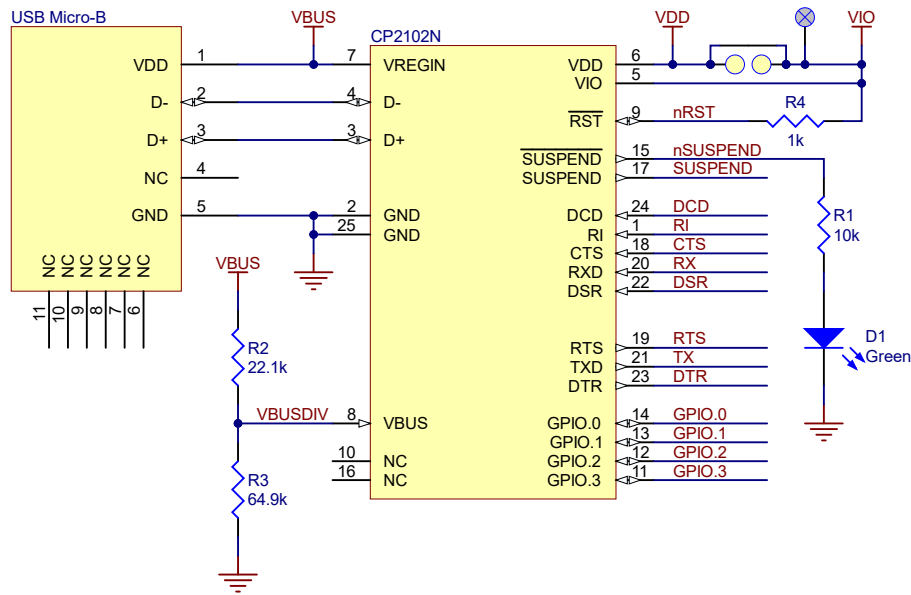 USB Micro-B
VDD 1
D- 2
D+ 3
NC 4
GND 5
NC NC NC NC NC NC
11 10 9 8 7 6
VBUS
CP2102N
7 VREGIN
4 D-
3 D+
2 GND
25 GND
VBUS
R2
22.1k
VBUSDIV 8 VBUS
R3
64.9k
10 NC
16 NC
VDD
VIO
VDD 6
VIO 5
RST 9 nRST
R4
1k
SUSPEND 15 nSUSPEND
SUSPEND 17 SUSPEND
DCD 24 DCD
RI 1 RI
CTS 18 CTS
RXD 20 RX
DSR 22 DSR
RTS 19 RTS
TXD 21 TX
DTR 23 DTR
GPIO.0 14 GPIO.0
GPIO.1 13 GPIO.1
GPIO.2 12 GPIO.2
GPIO.3 11 GPIO.3
R1
10k
D1
Green